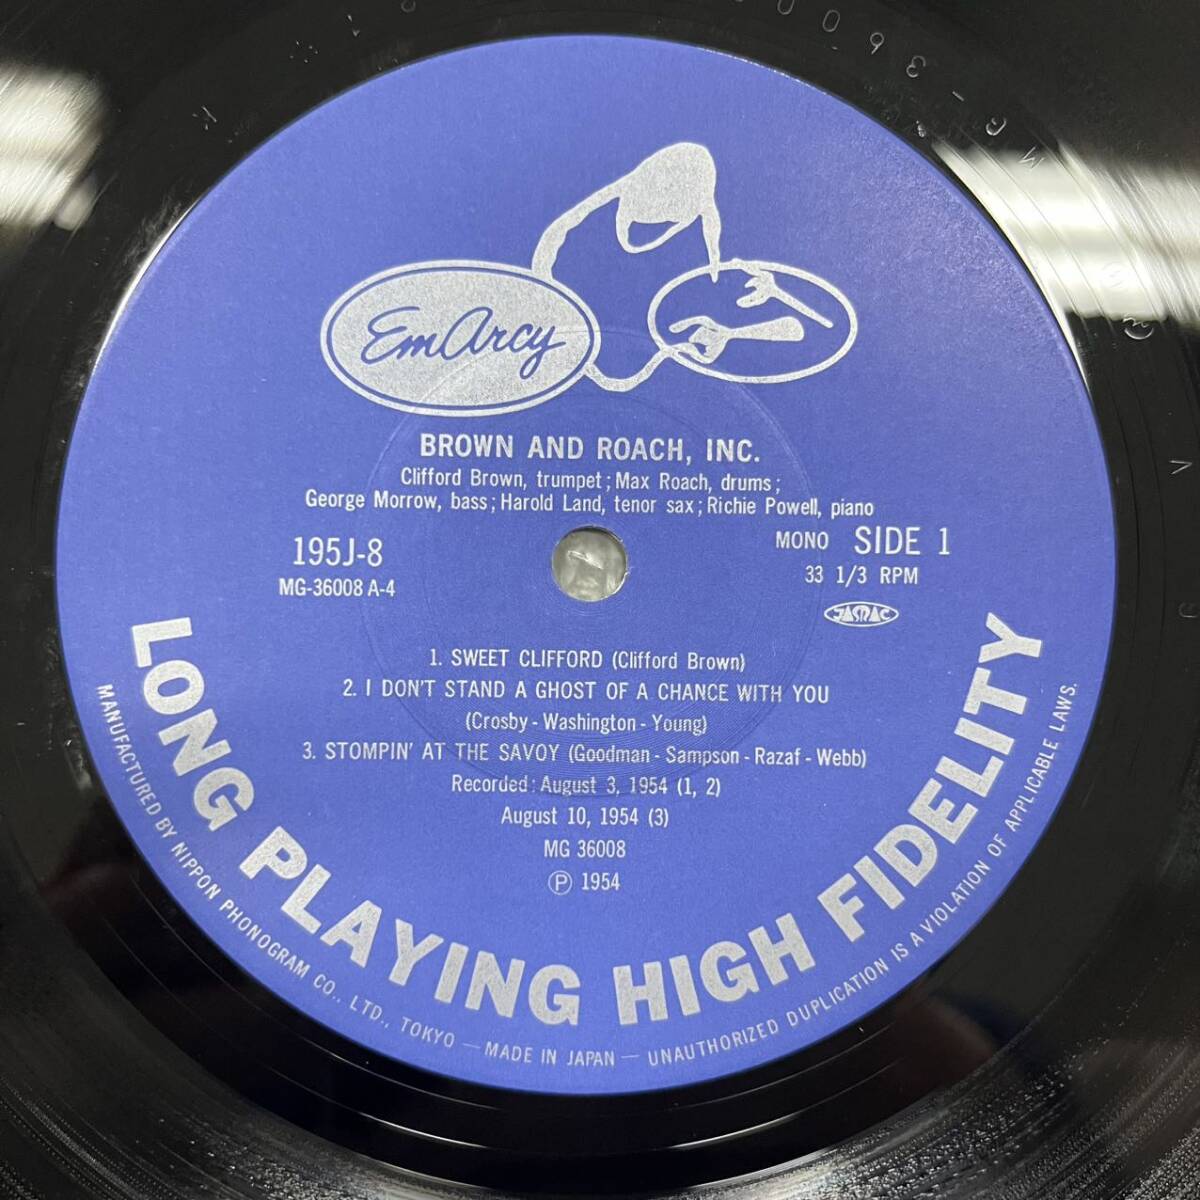 EmArcy
BROWN AND ROACH, INC.
Clifford Brown, trumpet; Max Roach, drums;
George Morrow, bass; Harold Land, tenor sax; Richie Powell, piano
195J-8
MG-36008 A-4
MONO SIDE 1
33 1/3 RPM
JASRAC
1. SWEET CLIFFORD (Clifford Brown)
2. I DON'T STAND A GHOST OF A CHANCE WITH YOU
(Crosby - Washington - Young)
3. STOMPIN' AT THE SAVOY (Goodman - Sampson - Razaf - Webb)
Recorded: August 3, 1954 (1, 2)
August 10, 1954 (3)
MG 36008
Ⓟ 1954
LONG PLAYING HIGH FIDELITY
MANUFACTURED BY NIPPON PHONOGRAM CO., LTD., TOKYO — MADE IN JAPAN — UNAUTHORIZED DUPLICATION IS A VIOLATION OF APPLICABLE LAWS.